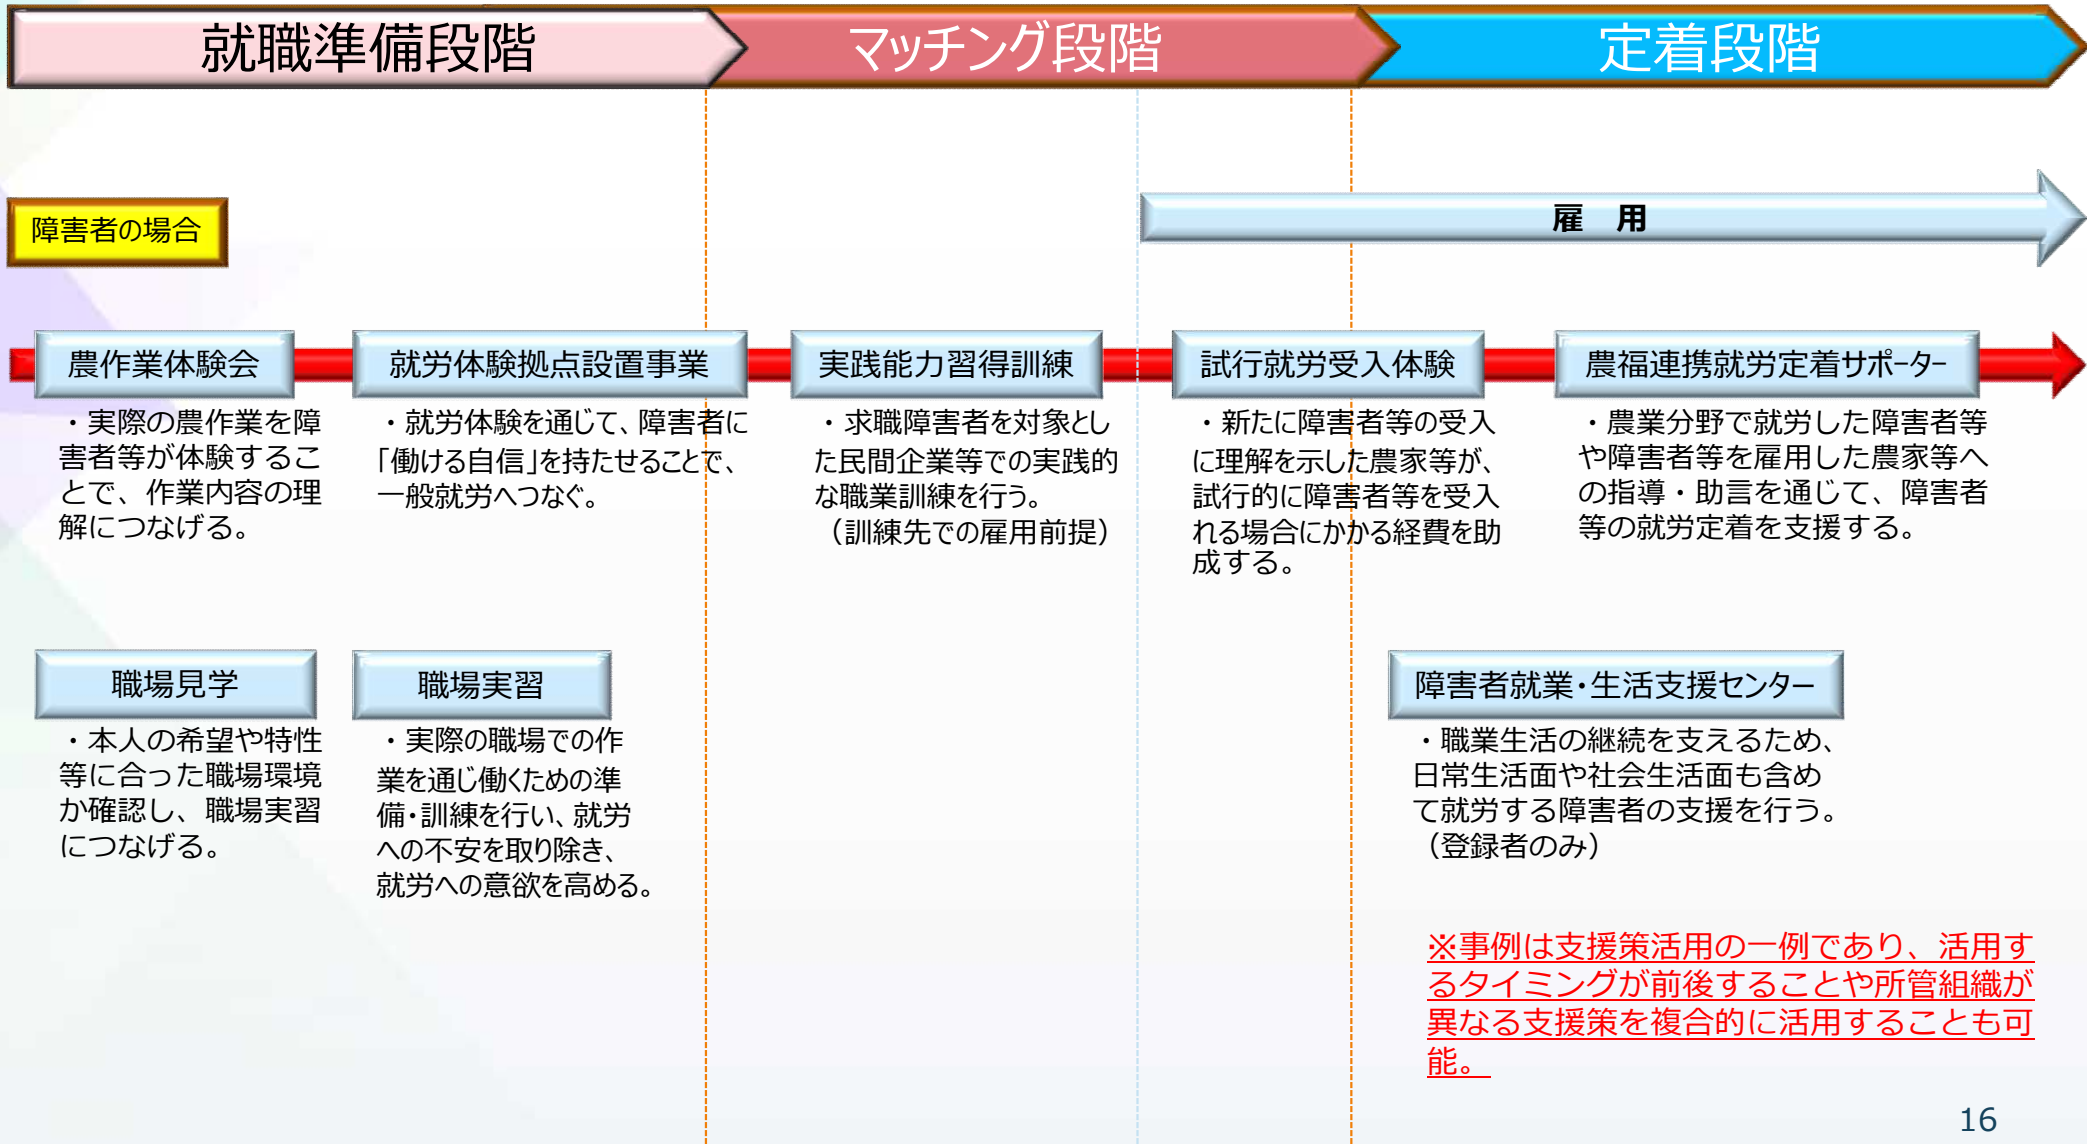 就職準備段階
マッチング段階
定着段階
障害者の場合
雇　用
農作業体験会
・実際の農作業を障
害者等が体験するこ
とで、作業内容の理
解につなげる。
就労体験拠点設置事業
・就労体験を通じて、障害者に
「働ける自信」を持たせることで、
一般就労へつなぐ。
実践能力習得訓練
・求職障害者を対象とし
た民間企業等での実践的
な職業訓練を行う。
（訓練先での雇用前提）
試行就労受入体験
・新たに障害者等の受入
に理解を示した農家等が、
試行的に障害者等を受入
れる場合にかかる経費を助
成する。
農福連携就労定着サポーター
・農業分野で就労した障害者等
や障害者等を雇用した農家等へ
の指導・助言を通じて、障害者
等の就労定着を支援する。
職場見学
・本人の希望や特性
等に合った職場環境
か確認し、職場実習
につなげる。
職場実習
・実際の職場での作
業を通じ働くための準
備・訓練を行い、就労
への不安を取り除き、
就労への意欲を高める。
障害者就業・生活支援センター
・職業生活の継続を支えるため、
日常生活面や社会生活面も含め
て就労する障害者の支援を行う。
（登録者のみ）
※事例は支援策活用の一例であり、活用す
るタイミングが前後することや所管組織が
異なる支援策を複合的に活用することも可
能。
16